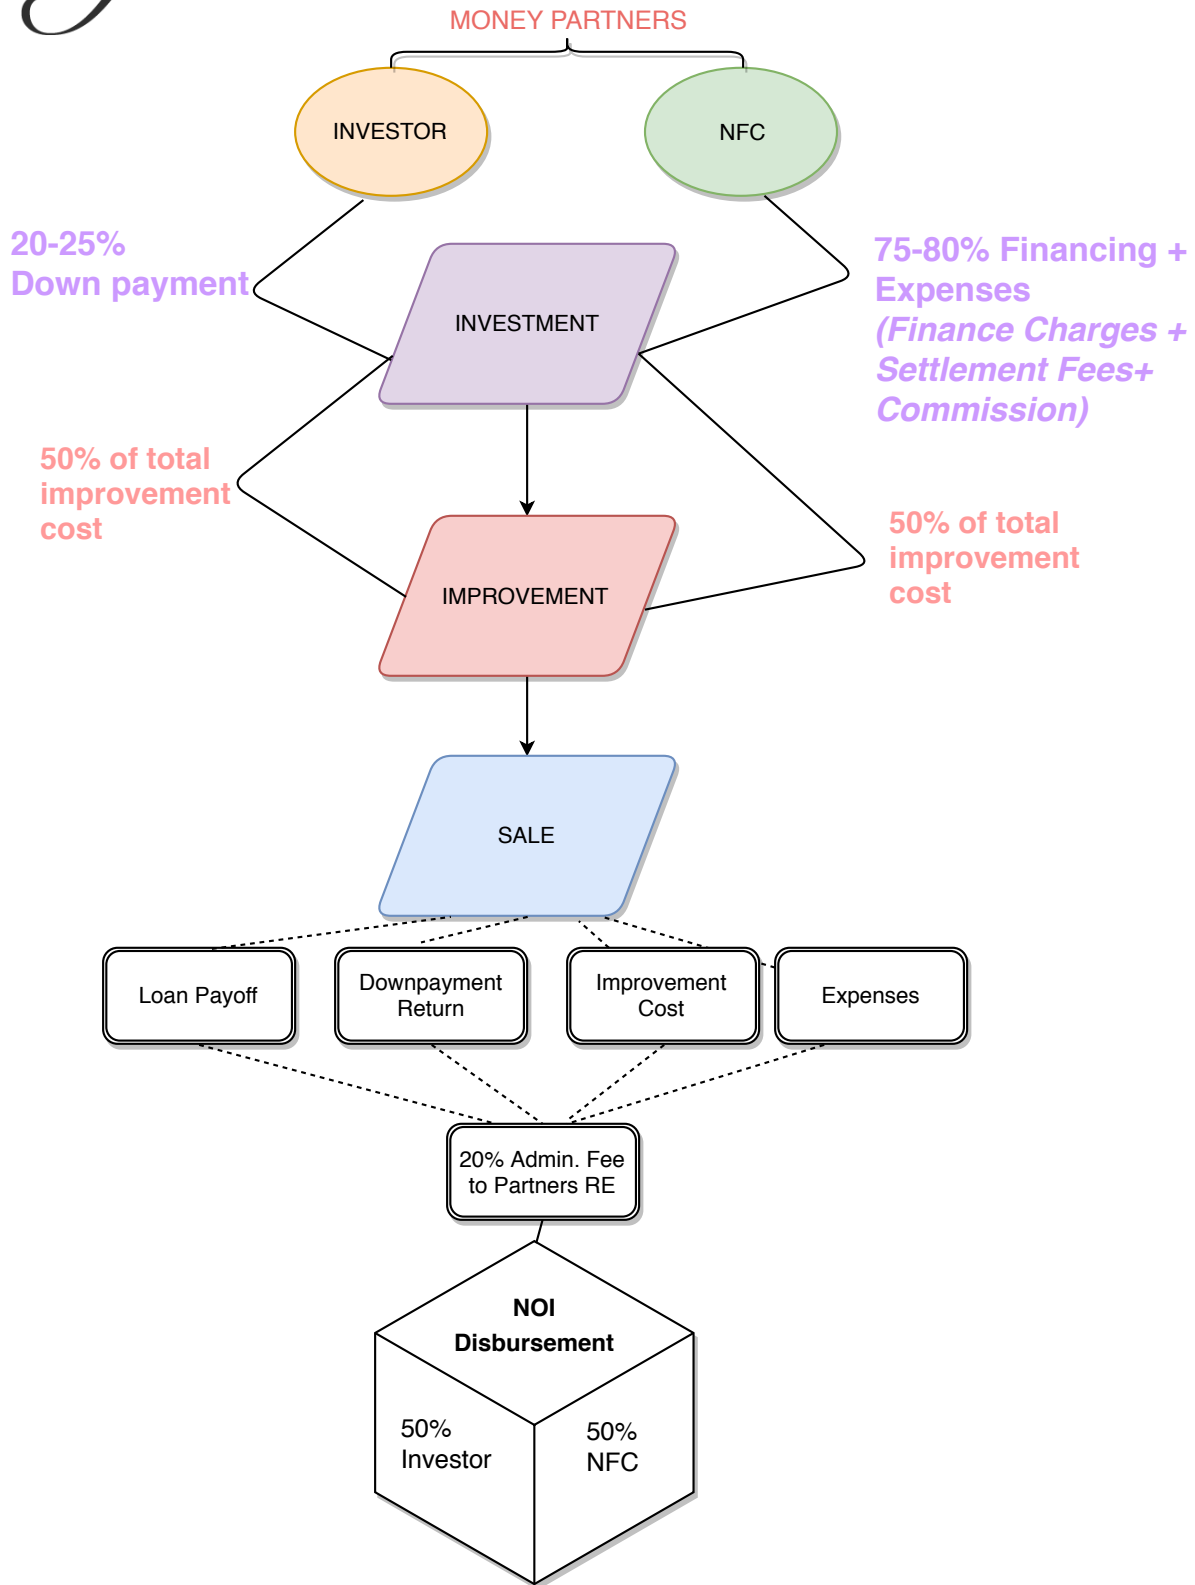 MONEY PARTNERS
INVESTOR
NFC
20-25%
Down payment
75-80% Financing +
Expenses
(Finance Charges +
Settlement Fees+
Commission)
INVESTMENT
50% of total
improvement
cost
50% of total
improvement
cost
IMPROVEMENT
SALE
Loan Payoff
Downpayment
Return
Improvement
Cost
Expenses
20% Admin. Fee
to Partners RE
NOI
Disbursement
50%
Investor
50%
NFC